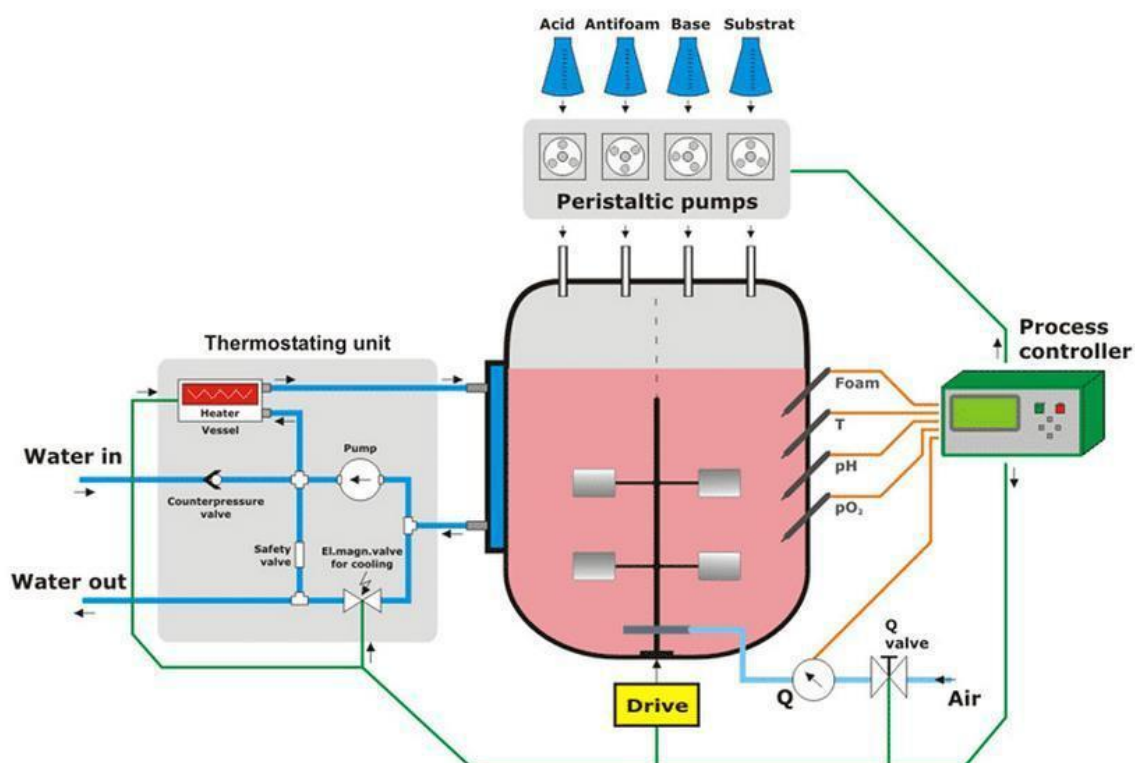 Acid
Antifoam
Base
Substrat
Peristaltic pumps
Thermostating unit
Process
controller
Heater
Vessel
Foam
T
pH
pO₂
Water in
Pump
Counterpressure
valve
Safety
valve
El.magn.valve
for cooling
Water out
Q
valve
Q
Air
Drive